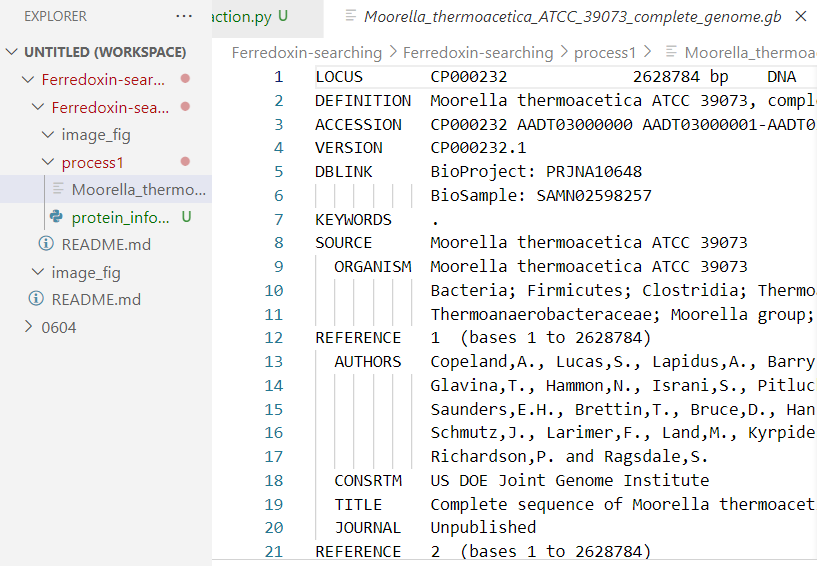 EXPLORER
UNTITLED (WORKSPACE)
Ferredoxin-sear...
Ferredoxin-sea...
image_fig
process1
Moorella_thermo...
protein_info... U
README.md
image_fig
README.md
0604
action.py U
Moorella_thermoacetica_ATCC_39073_complete_genome.gb
Ferredoxin-searching > Ferredoxin-searching > process1 > Moorella_thermoa
1 LOCUS CP000232 2628784 bp DNA
2 DEFINITION Moorella thermoacetica ATCC 39073, compl
3 ACCESSION CP000232 AADT03000000 AADT03000001-AADT0
4 VERSION CP000232.1
5 DBLINK BioProject: PRJNA10648
6 BioSample: SAMN02598257
7 KEYWORDS .
8 SOURCE Moorella thermoacetica ATCC 39073
9 ORGANISM Moorella thermoacetica ATCC 39073
10 Bacteria; Firmicutes; Clostridia; Thermo
11 Thermoanaerobacteraceae; Moorella group;
12 REFERENCE 1 (bases 1 to 2628784)
13 AUTHORS Copeland,A., Lucas,S., Lapidus,A., Barry
14 Glavina,T., Hammon,N., Israni,S., Pitluc
15 Saunders,E.H., Brettin,T., Bruce,D., Han
16 Schmutz,J., Larimer,F., Land,M., Kyrpide
17 Richardson,P. and Ragsdale,S.
18 CONSRTM US DOE Joint Genome Institute
19 TITLE Complete sequence of Moorella thermoacet
20 JOURNAL Unpublished
21 REFERENCE 2 (bases 1 to 2628784)